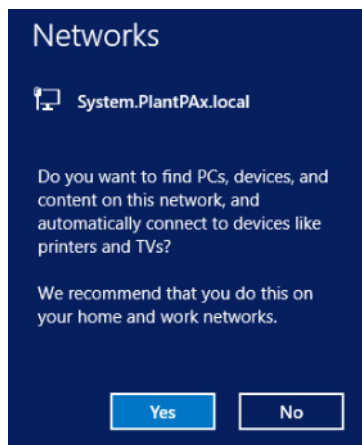 Networks
System.PlantPAx.local
Do you want to find PCs, devices, and
content on this network, and
automatically connect to devices like
printers and TVs?
We recommend that you do this on
your home and work networks.
Yes
No